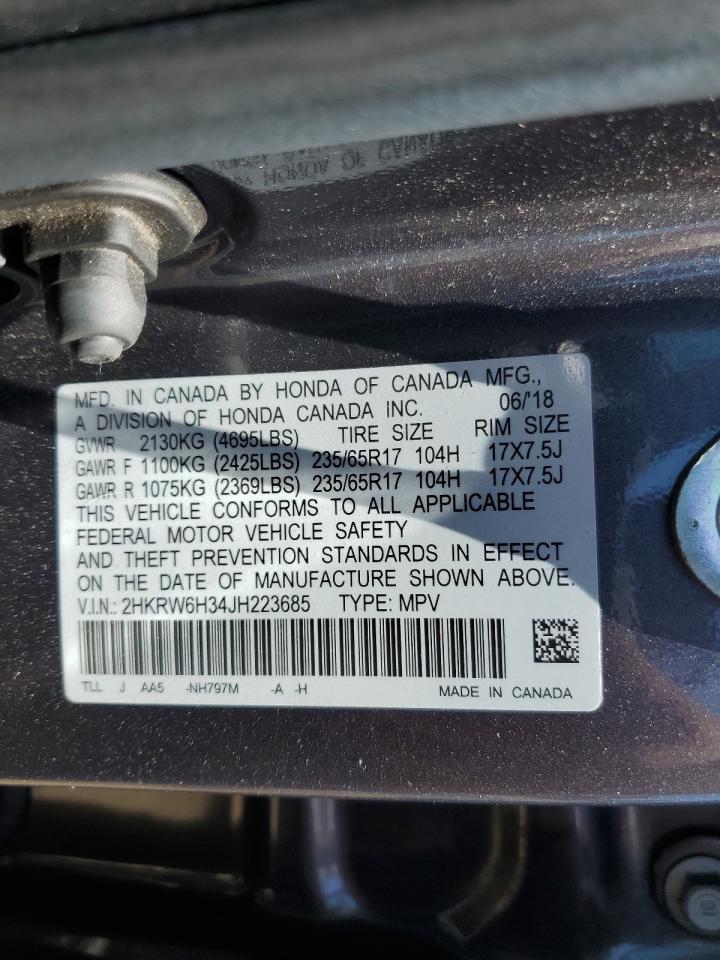 MFD. IN CANADA BY HONDA OF CANADA MFG.,
A DIVISION OF HONDA CANADA INC. 06/'18
GVWR 2130KG (4695LBS) TIRE SIZE RIM SIZE
GAWR F 1100KG (2425LBS) 235/65R17 104H 17X7.5J
GAWR R 1075KG (2369LBS) 235/65R17 104H 17X7.5J
THIS VEHICLE CONFORMS TO ALL APPLICABLE
FEDERAL MOTOR VEHICLE SAFETY
AND THEFT PREVENTION STANDARDS IN EFFECT
ON THE DATE OF MANUFACTURE SHOWN ABOVE.
V.I.N.: 2HKRW6H34JH223685 TYPE: MPV
TLL J AA5 -NH797M -A -H MADE IN CANADA